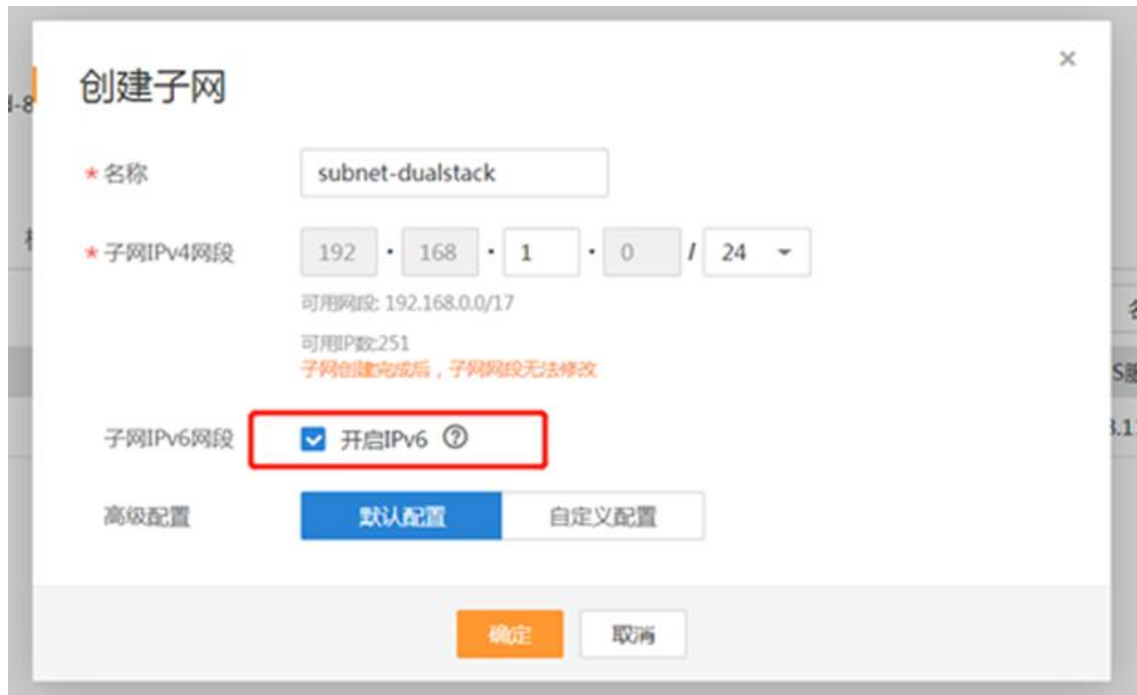 创建子网
×
* 名称 subnet-dualstack
* 子网IPv4网段 192 · 168 · 1 · 0 / 24
可用网段: 192.168.0.0/17
可用IP数:251
子网创建完成后，子网网段无法修改
子网IPv6网段 开启IPv6 ?
高级配置 默认配置 自定义配置
确定 取消